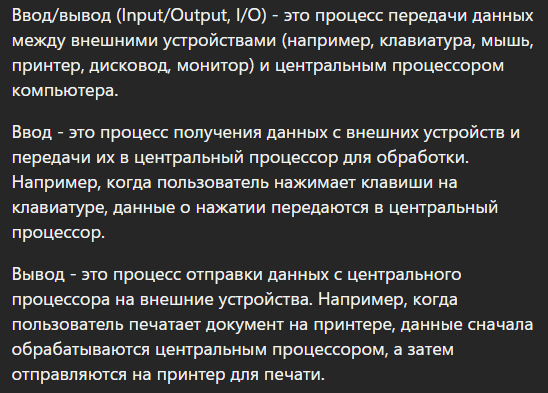 Ввод/вывод (Input/Output, I/O) - это процесс передачи данных
между внешними устройствами (например, клавиатура, мышь,
принтер, дисковод, монитор) и центральным процессором
компьютера.
Ввод - это процесс получения данных с внешних устройств и
передачи их в центральный процессор для обработки.
Например, когда пользователь нажимает клавиши на
клавиатуре, данные о нажатии передаются в центральный
процессор.
Вывод - это процесс отправки данных с центрального
процессора на внешние устройства. Например, когда
пользователь печатает документ на принтере, данные сначала
обрабатываются центральным процессором, а затем
отправляются на принтер для печати.